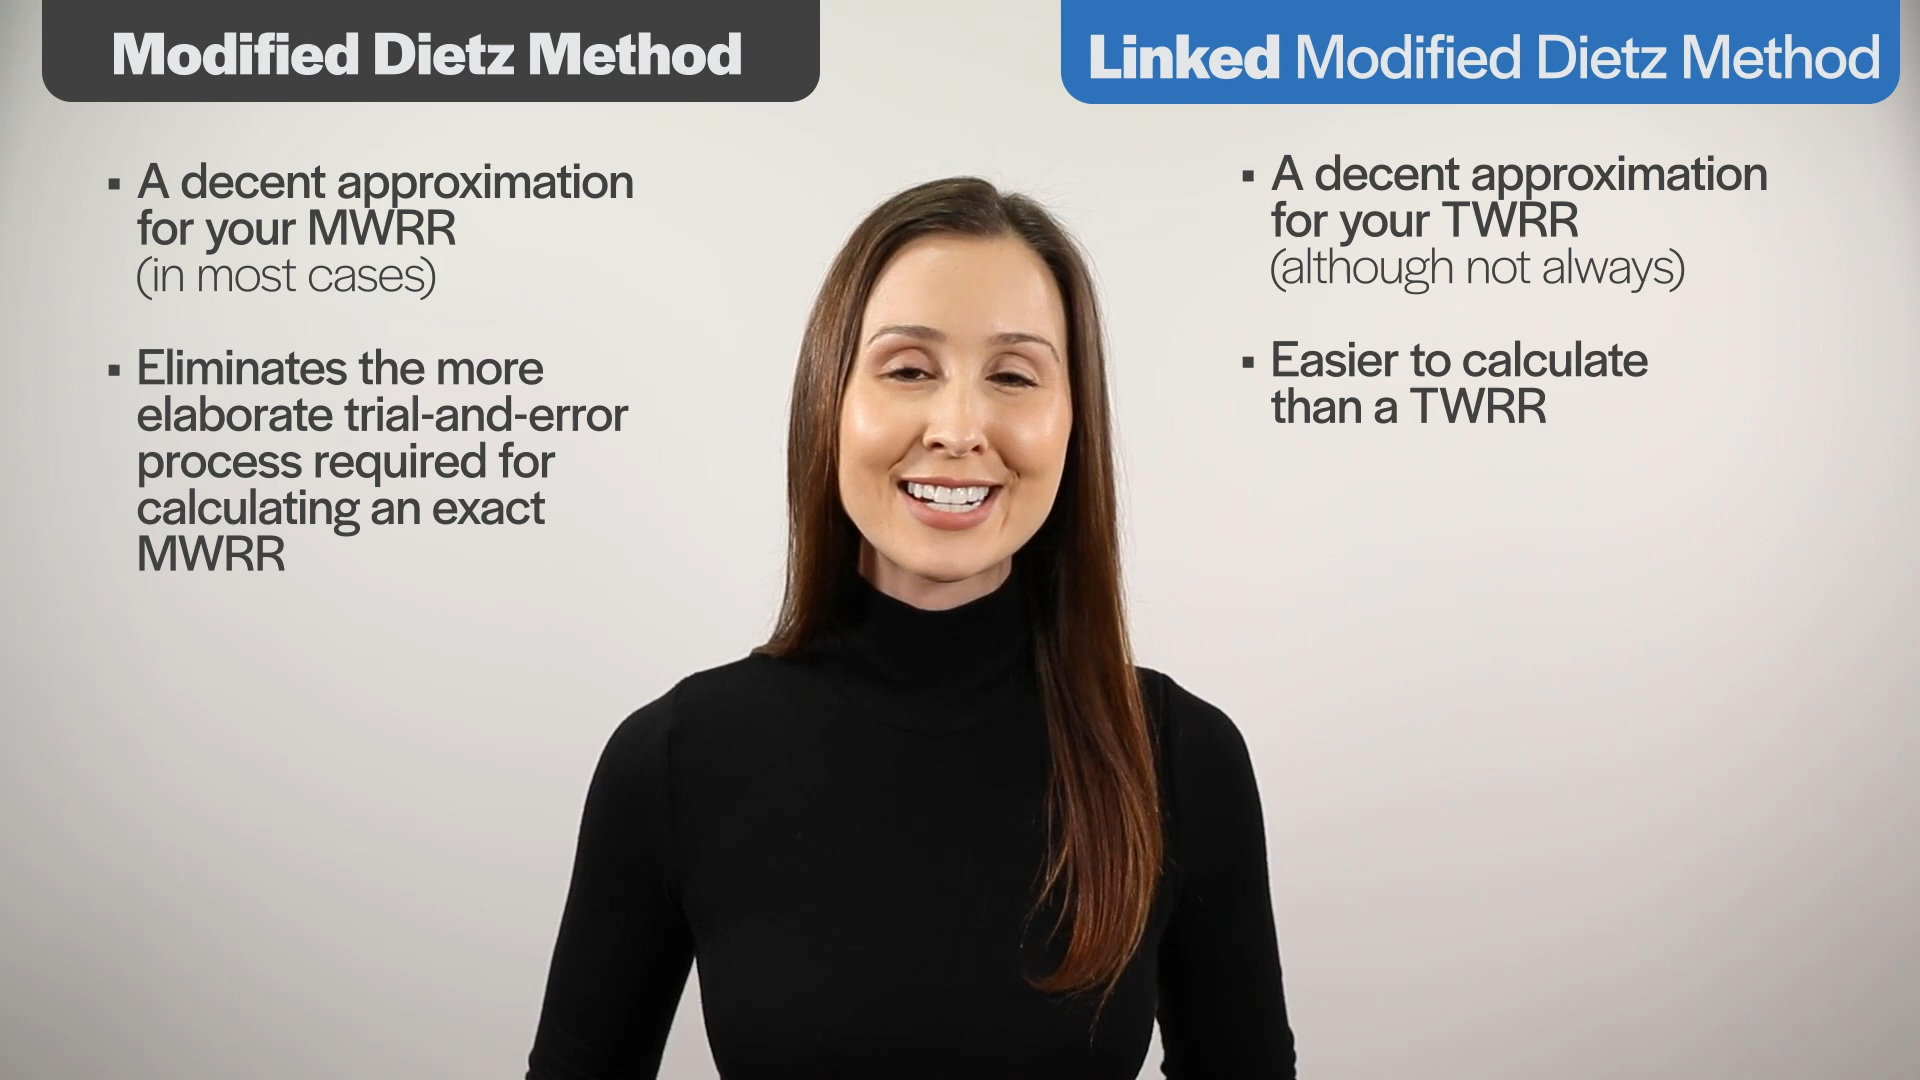 Modified Dietz Method
▪ A decent approximation
for your MWRR
(in most cases)
▪ Eliminates the more
elaborate trial-and-error
process required for
calculating an exact
MWRR
Linked Modified Dietz Method
▪ A decent approximation
for your TWRR
(although not always)
▪ Easier to calculate
than a TWRR